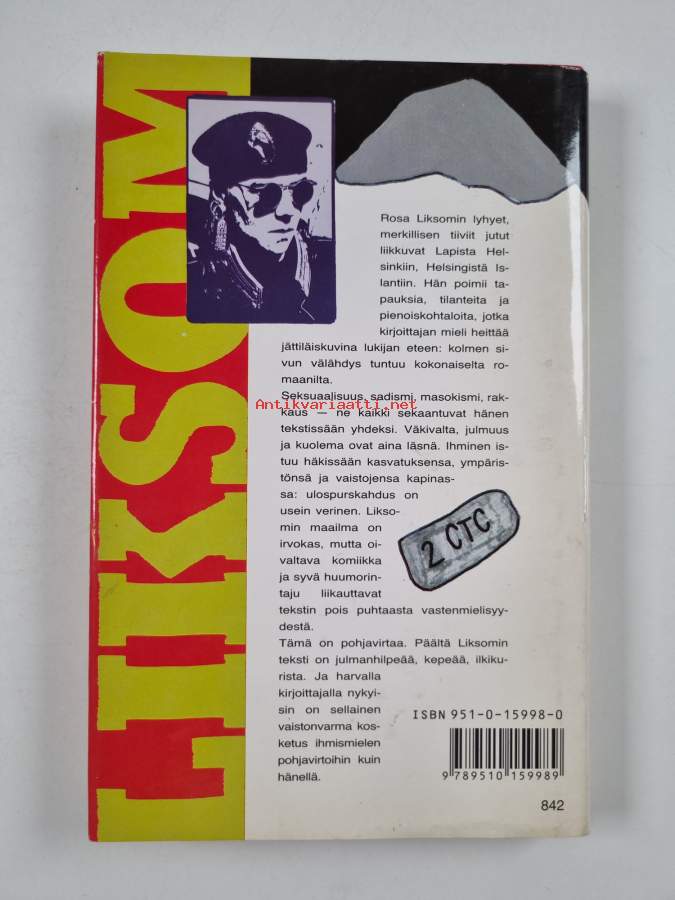 LIKSOM
Rosa Liksomin lyhyet,
merkillisen tiiviit jutut
liikkuvat Lapista Hel-
sinkiin, Helsingistä Is-
lantiin. Hän poimii ta-
pauksia, tilanteita ja
pienoiskohtaloita, jotka
kirjoittajan mieli heittää
jättiläiskuvina lukijan eteen: kolmen si-
vun välähdys tuntuu kokonaiselta ro-
maanilta.
Seksuaalisuus, sadismi, masokismi, rak-
kaus — ne kaikki sekaantuvat hänen
tekstissään yhdeksi. Väkivalta, julmuus
ja kuolema ovat aina läsnä. Ihminen is-
tuu häkissään kasvatuksensa, ympäris-
tönsä ja vaistojensa kapinas-
sa: ulospurskahdus on
usein verinen. Likso-
min maailma on
irvokas, mutta oi-
valtava komiikka
ja syvä huumorin-
taju liikauttavat
tekstin pois puhtaasta vastenmielisyy-
destä.
Tämä on pohjavirtaa. Päältä Liksomin
teksti on julmanhilpeää, kepeää, ilkiku-
rista. Ja harvalla
kirjoittajalla nykyi-
sin on sellainen
vaistonvarma kos-
ketus ihmismielen
pohjavirtoihin kuin
hänellä.
Antikvariaatti.net
2 CTC
ISBN 951-0-15998-0
9 789510 159989
842